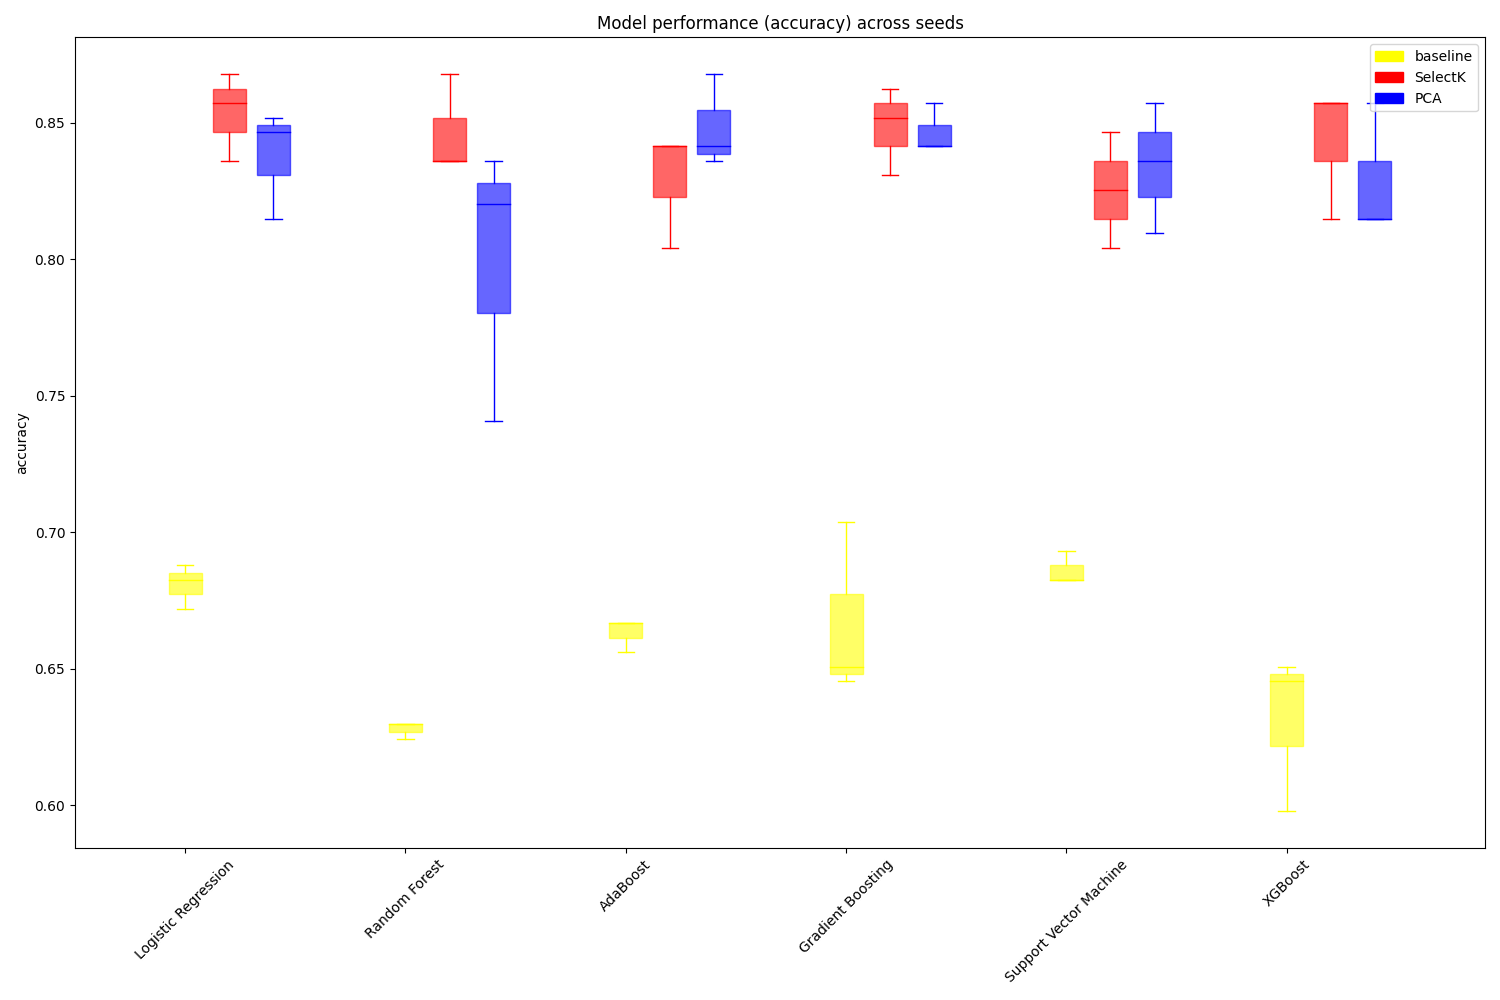 Model performance (accuracy) across seeds
baseline
SelectK
PCA
accuracy
0.85
0.80
0.75
0.70
0.65
0.60
Logistic Regression
Random Forest
AdaBoost
Gradient Boosting
Support Vector Machine
XGBoost